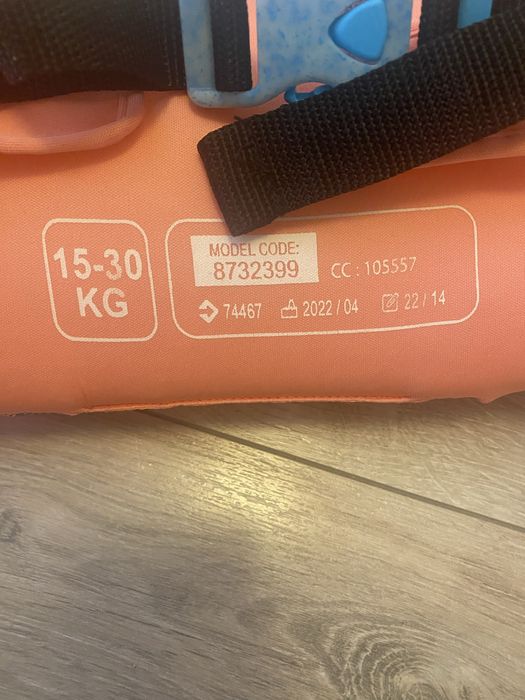 15-30
KG
MODEL CODE:
8732399
CC : 105557
74467 2022 / 04 22 / 14